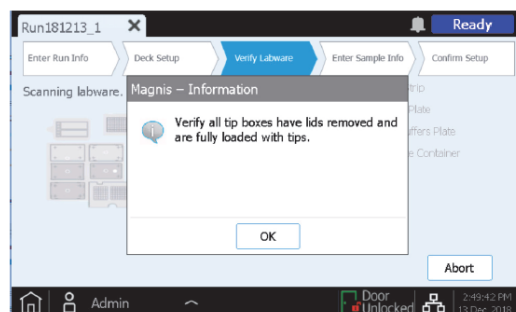 Run181213_1
Ready
Enter Run Info
Deck Setup
Verify Labware
Enter Sample Info
Confirm Setup
Scanning labware.
Magnis – Information
Verify all tip boxes have lids removed and
are fully loaded with tips.
Plate
Plate
Container
OK
Abort
Admin
Door
Unlocked
2:49:42 PM
13 Dec 2018